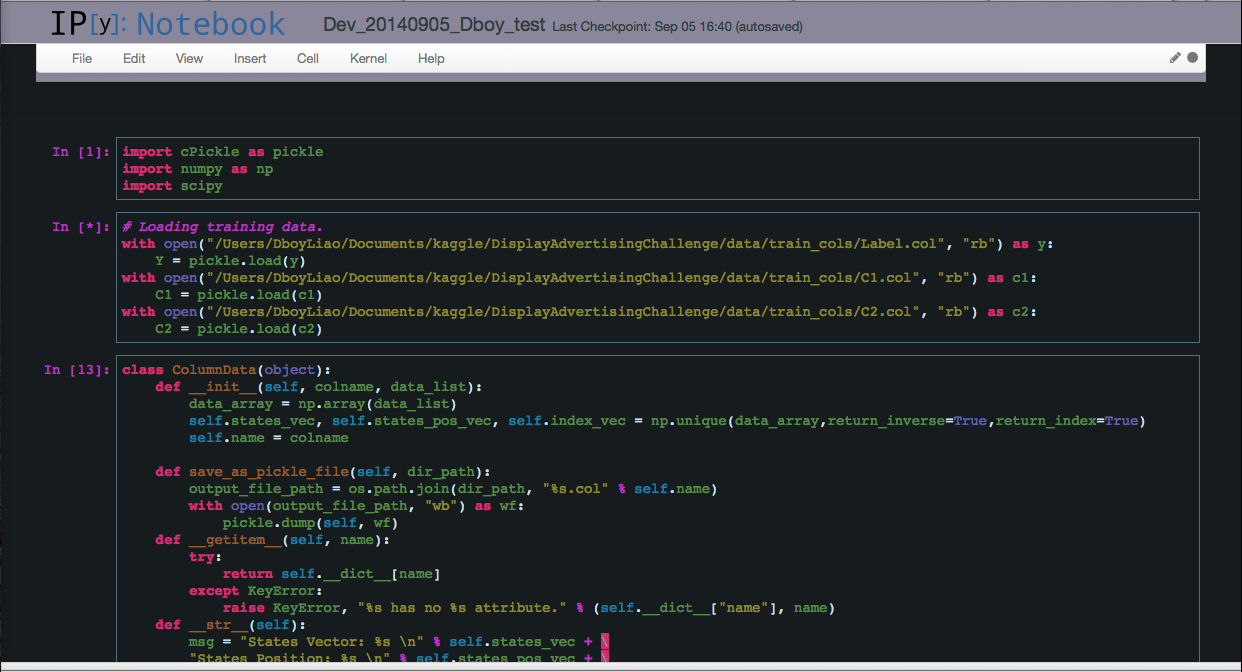 IP[y]: Notebook Dev_20140905_Dboy_test Last Checkpoint: Sep 05 16:40 (autosaved)
File Edit View Insert Cell Kernel Help
In [1]: import cPickle as pickle
import numpy as np
import scipy
In [*]: # Loading training data.
with open("/Users/DboyLiao/Documents/kaggle/DisplayAdvertisingChallenge/data/train_cols/Label.col", "rb") as y:
    Y = pickle.load(y)
with open("/Users/DboyLiao/Documents/kaggle/DisplayAdvertisingChallenge/data/train_cols/C1.col", "rb") as c1:
    C1 = pickle.load(c1)
with open("/Users/DboyLiao/Documents/kaggle/DisplayAdvertisingChallenge/data/train_cols/C2.col", "rb") as c2:
    C2 = pickle.load(c2)
In [13]: class ColumnData(object):
    def __init__(self, colname, data_list):
        data_array = np.array(data_list)
        self.states_vec, self.states_pos_vec, self.index_vec = np.unique(data_array,return_inverse=True,return_index=True)
        self.name = colname
    def save_as_pickle_file(self, dir_path):
        output_file_path = os.path.join(dir_path, "%s.col" % self.name)
        with open(output_file_path, "wb") as wf:
            pickle.dump(self, wf)
    def __getitem__(self, name):
        try:
            return self.__dict__[name]
        except KeyError:
            raise KeyError, "%s has no %s attribute." % (self.__dict__["name"], name)
    def __str__(self):
        msg = "States Vector: %s \n" % self.states_vec + \
        "States Position: %s \n" % self.states_pos_vec + \